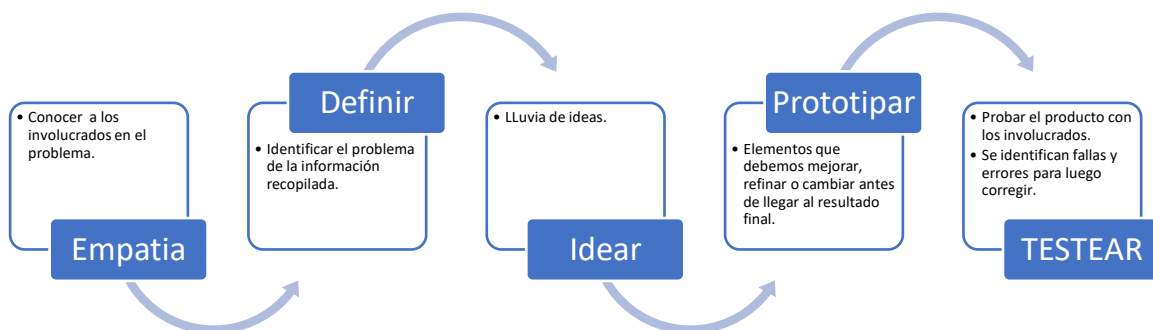 • Conocer a los
involucrados en el
problema.
Empatia
Definir
• Identificar el problema
de la información
recopilada.
• LLuvia de ideas.
Idear
Prototipar
• Elementos que
debemos mejorar,
refinar o cambiar antes
de llegar al resultado
final.
• Probar el producto con
los involucrados.
• Se identifican fallas y
errores para luego
corregir.
TESTEAR